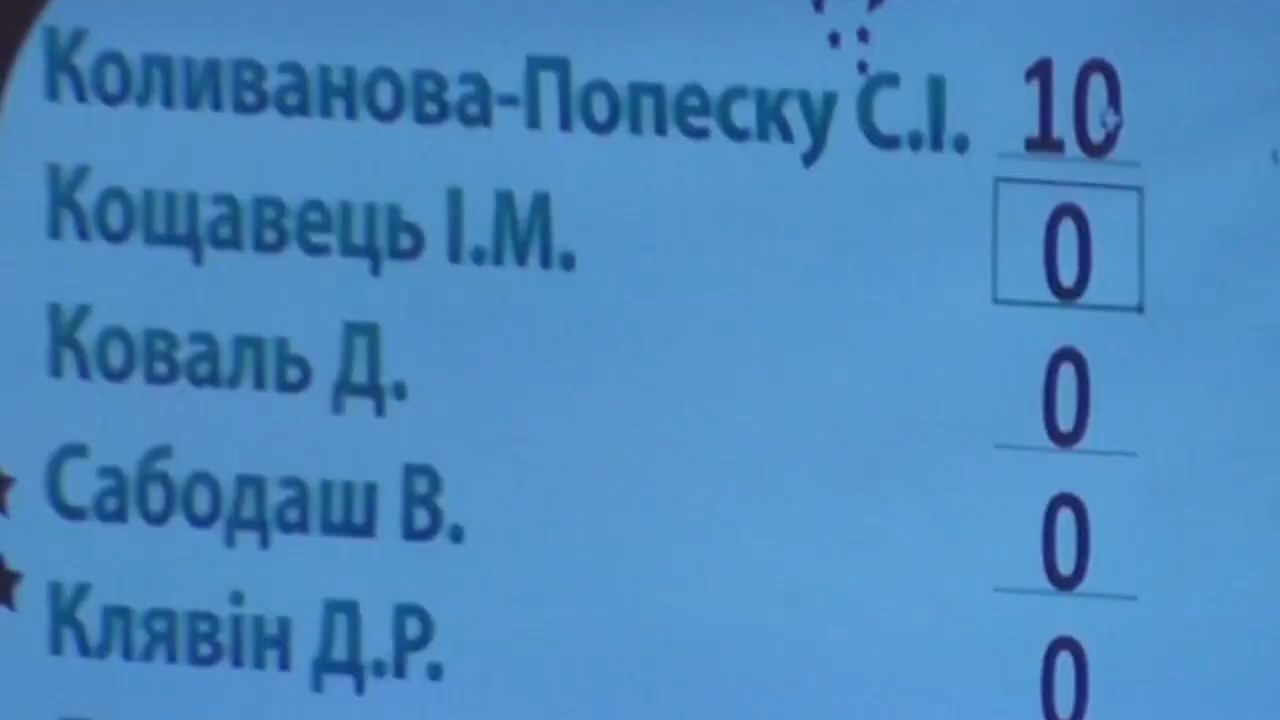 Коливанова-Попеску С.І. 10
Кощавець І.М. 0
Коваль Д. 0
Сабодаш В. 0
Клявін Д.Р. 0